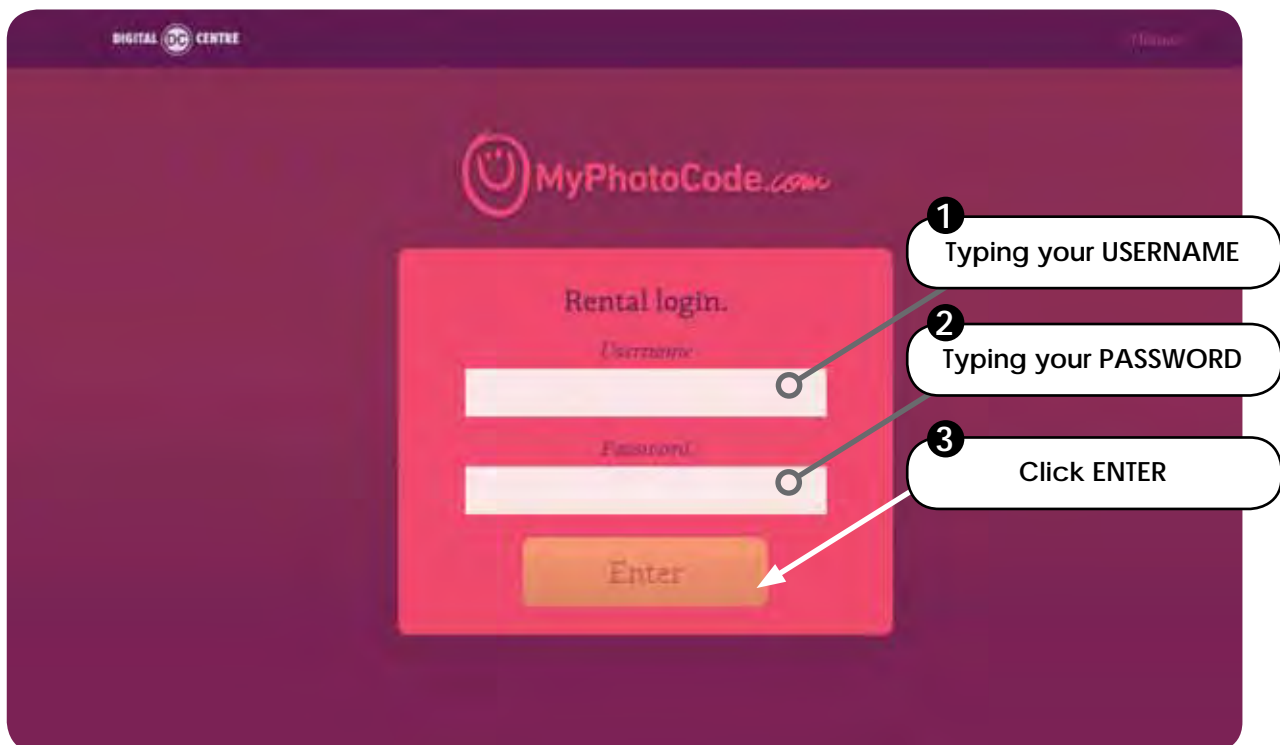 DIGITAL DC CENTRE
Home
MyPhotoCode.com
1
Typing your USERNAME
Rental login.
2
Username
Typing your PASSWORD
3
Password
Click ENTER
Enter